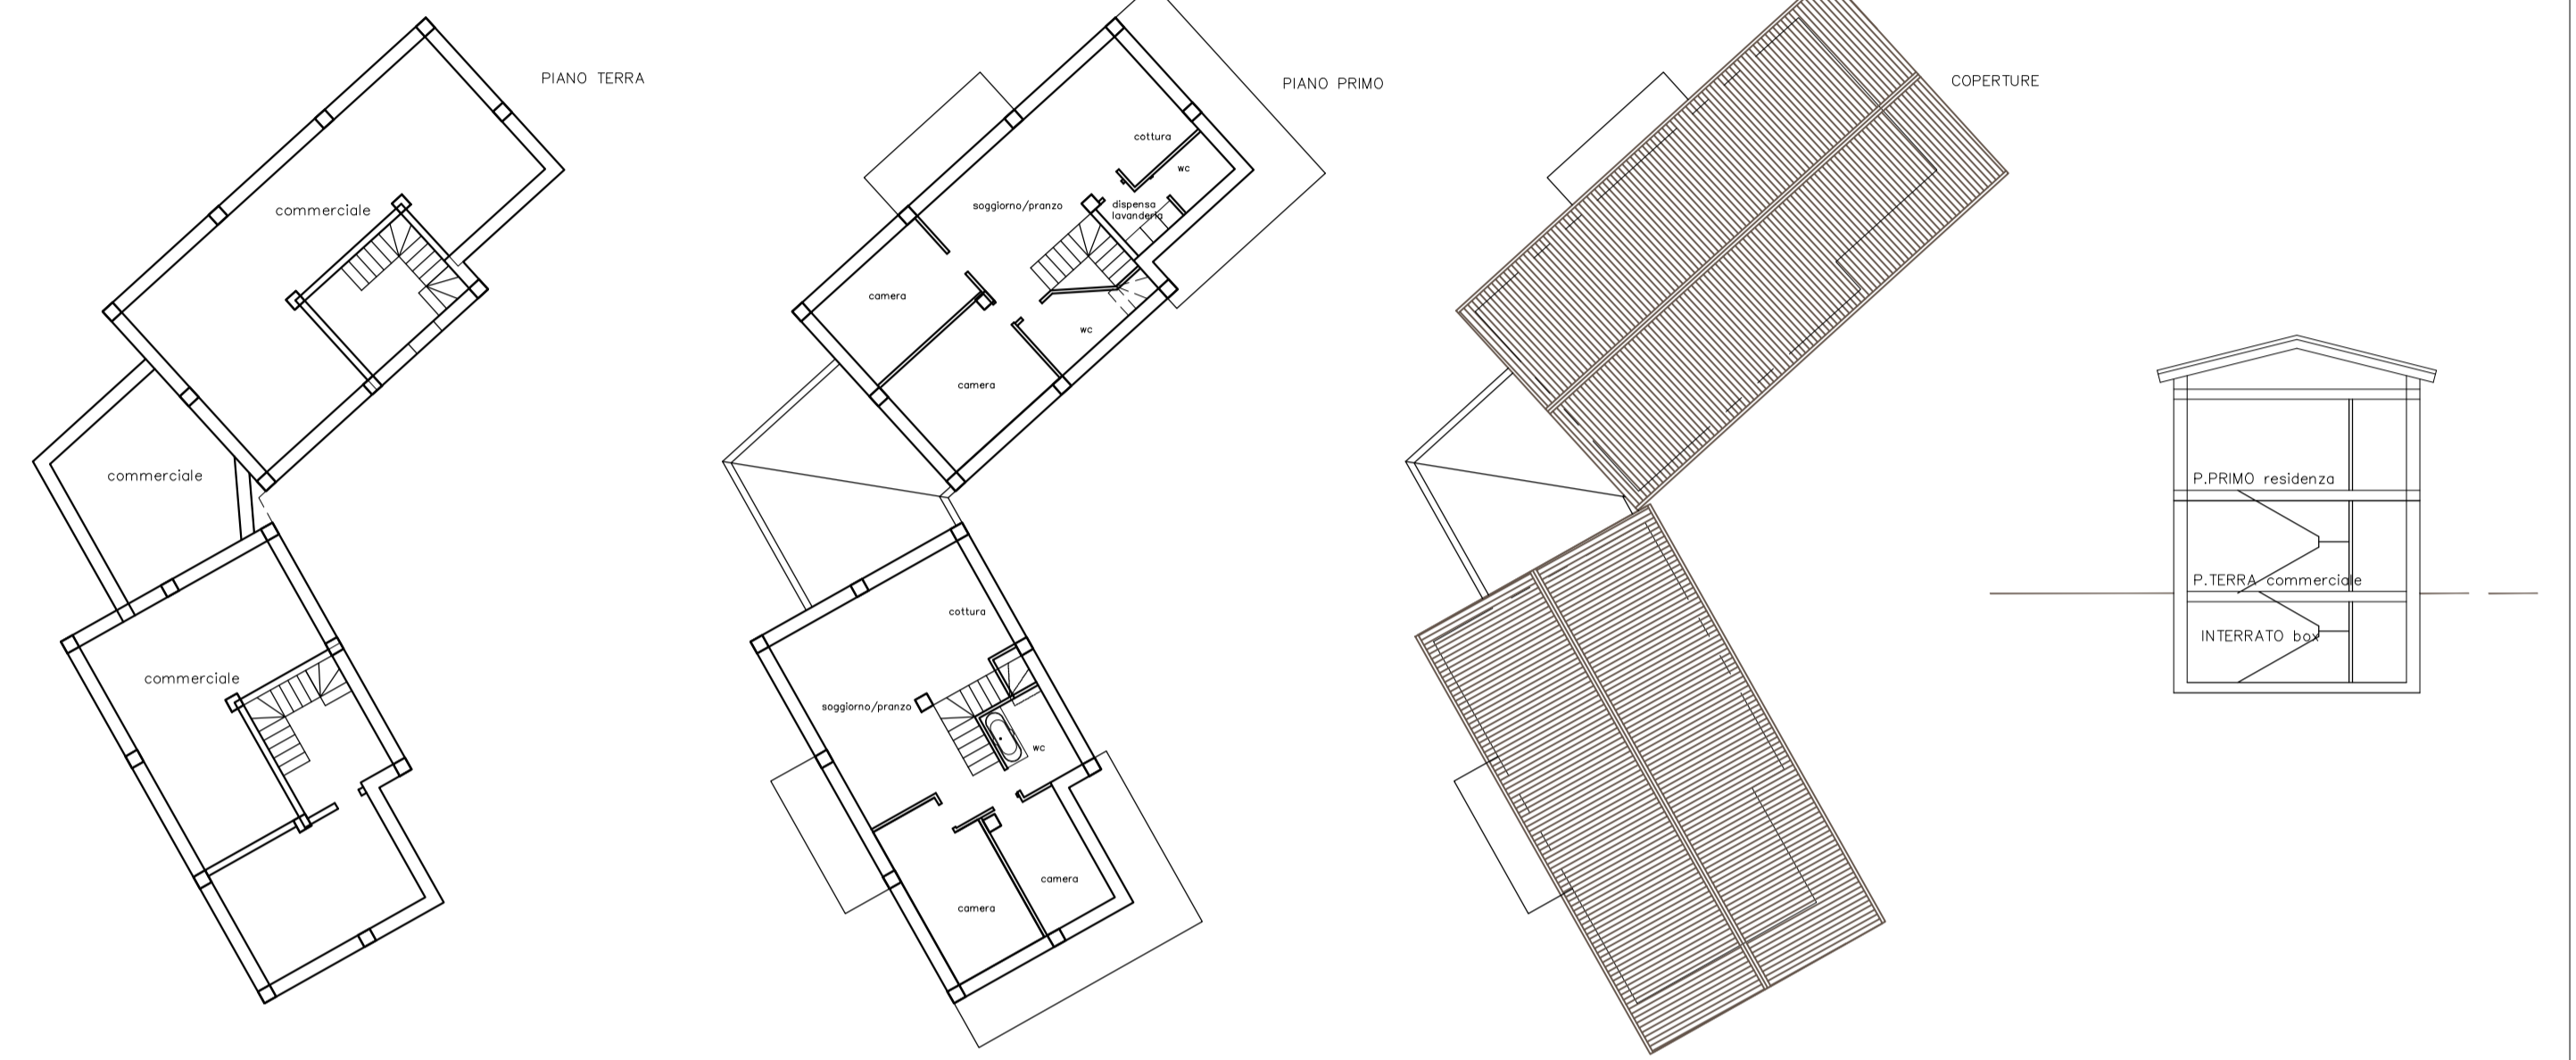 PIANO TERRA
commerciale
commerciale
commerciale
PIANO PRIMO
cottura
wc
soggiorno/pranzo
dispensa
lavanderia
camera
wc
camera
cottura
soggiorno/pranzo
wc
camera
camera
COPERTURE
P.PRIMO residenza
P.TERRA commerciale
INTERRATO box